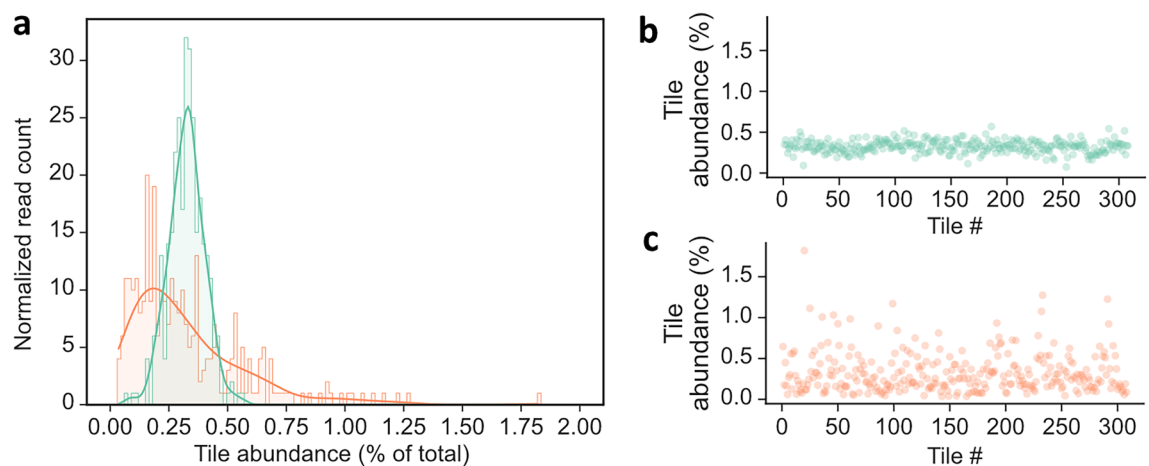 a
30
25
20
15
10
5
0
Normalized read count
0.00 0.25 0.50 0.75 1.00 1.25 1.50 1.75 2.00
Tile abundance (% of total)
b
Tile
abundance (%)
1.5
1.0
0.5
0.0
0 50 100 150 200 250 300
Tile #
c
Tile
abundance (%)
1.5
1.0
0.5
0.0
0 50 100 150 200 250 300
Tile #